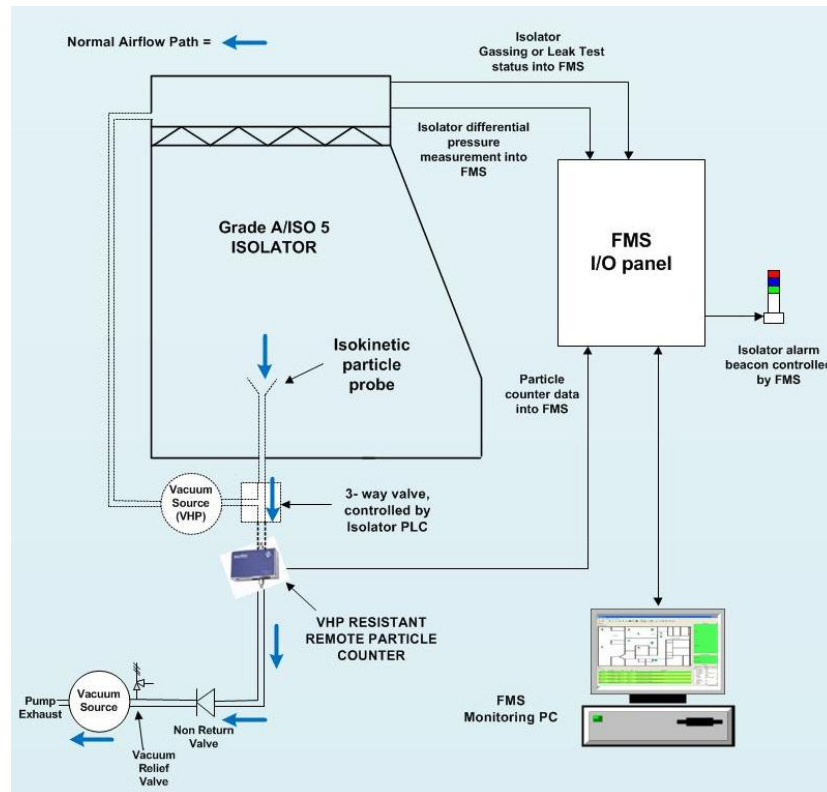 Normal Airflow Path =
Isolator
Gassing or Leak Test
status into FMS
Isolator differential
pressure
measurement into
FMS
Grade A/ISO 5
ISOLATOR
FMS
I/O panel
Isokinetic
particle
probe
Isolator alarm
beacon controlled
by FMS
Particle
counter data
into FMS
Vacuum
Source
(VHP)
3- way valve,
controlled by
Isolator PLC
VHP RESISTANT
REMOTE PARTICLE
COUNTER
Pump
Exhaust
Vacuum
Source
Non Return
Valve
Vacuum
Relief
Valve
FMS
Monitoring PC